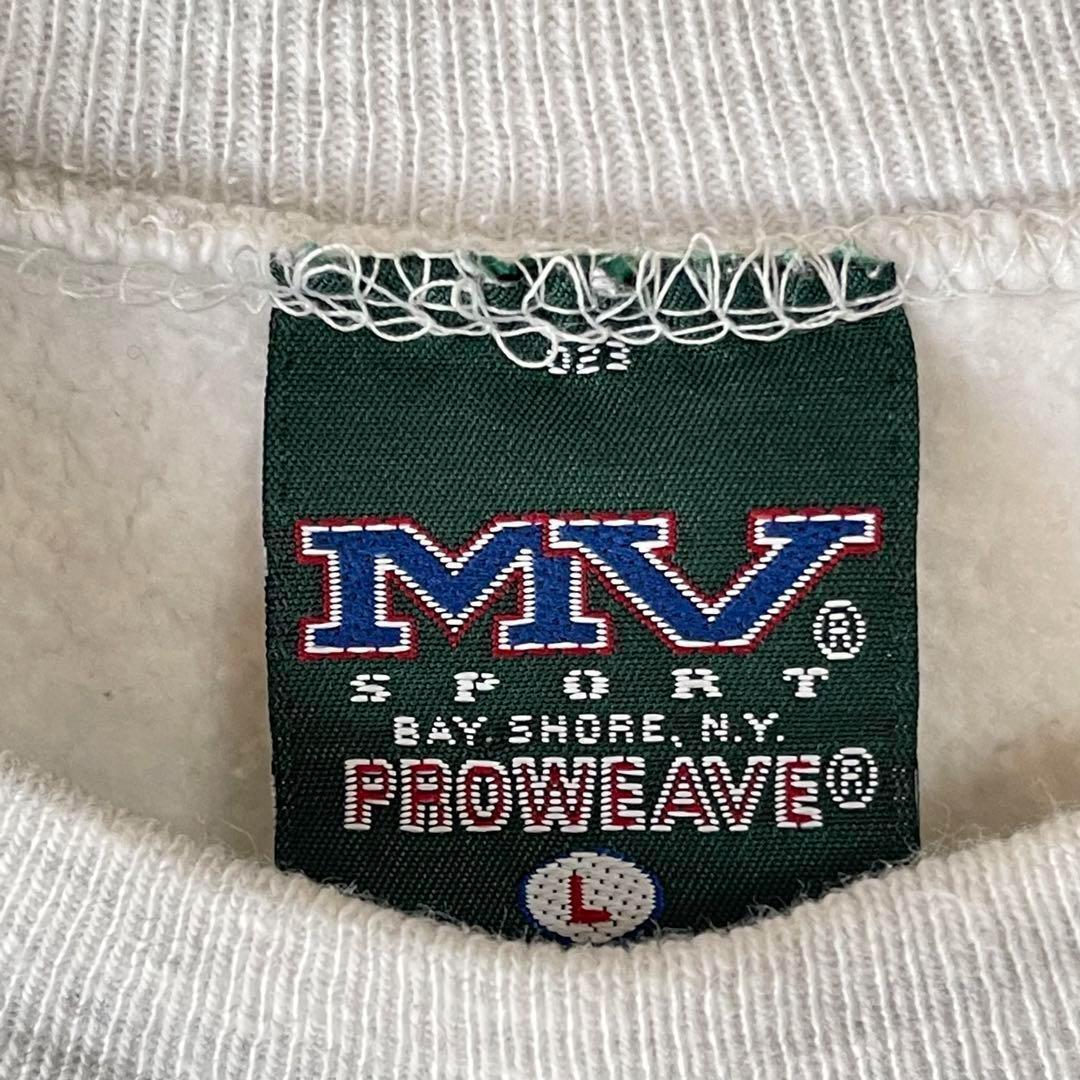 MV®
SPORT
BAY SHORE, N.Y.
PROWEAVE®
L